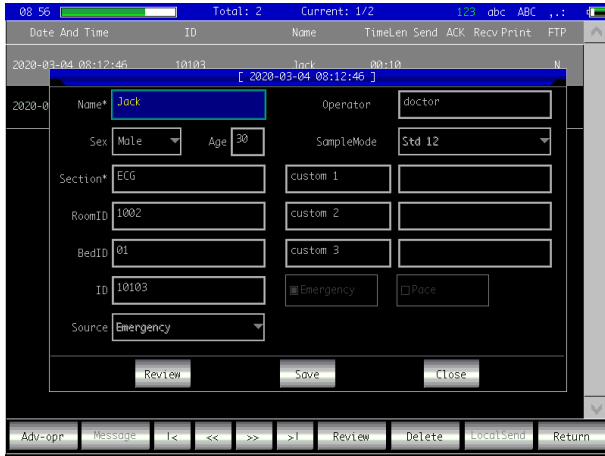 08 56 Total: 2 Current: 1/2 123 abc ABC ,.:
Date And Time ID Name TimeLen Send ACK Recv Print FTP
2020-03-04 08:12:46 10103 Jack 00:10 N
[ 2020-03-04 08:12:46 ]
2020-0
Name* Jack Operator doctor
Sex Male Age 30 SampleMode Std 12
Section* ECG custom 1
RoomID 1002 custom 2
BedID 01 custom 3
ID 10103 Emergency Pace
Source Emergency
Review Save Close
Adv-opr Message |< << >> >| Review Delete LocalSend Return